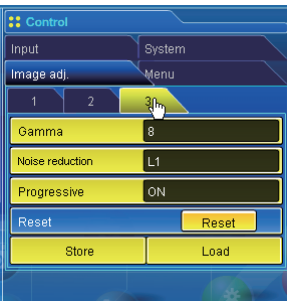 Control
Input System
Image adj. Menu
1 2 3
Gamma 8
Noise reduction L1
Progressive ON
Reset Reset
Store Load